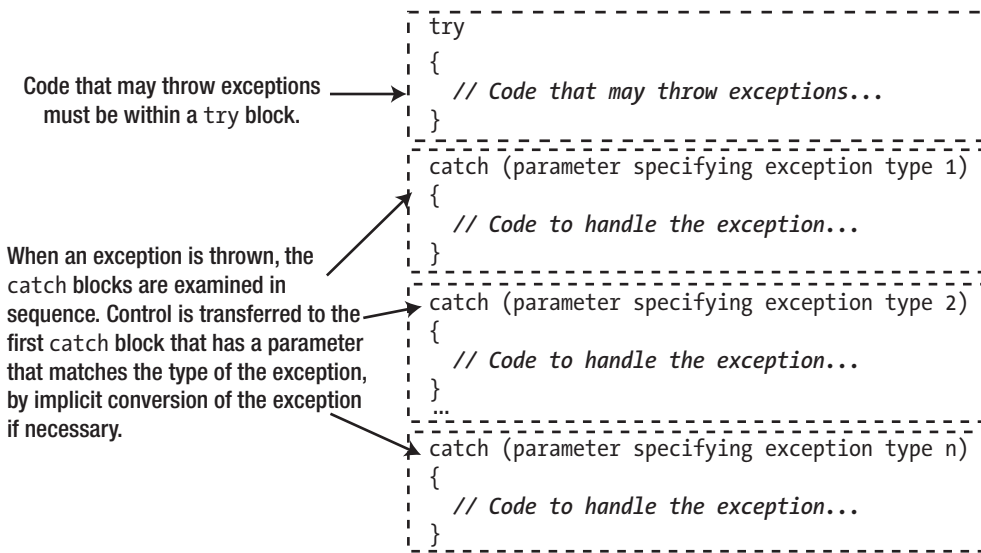 try
{
// Code that may throw exceptions...
}
Code that may throw exceptions
must be within a try block.
catch (parameter specifying exception type 1)
{
// Code to handle the exception...
}
When an exception is thrown, the
catch blocks are examined in
sequence. Control is transferred to the
first catch block that has a parameter
that matches the type of the exception,
by implicit conversion of the exception
if necessary.
catch (parameter specifying exception type 2)
{
// Code to handle the exception...
}
...
catch (parameter specifying exception type n)
{
// Code to handle the exception...
}